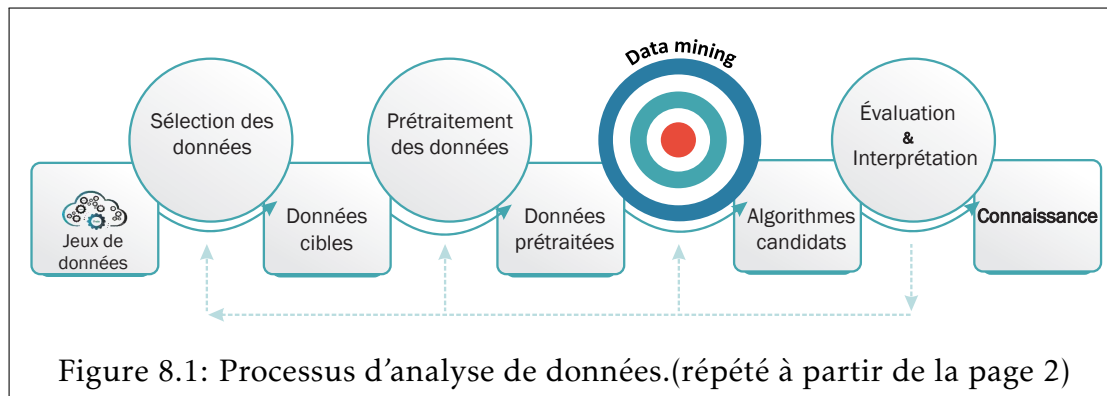 Data mining
Sélection des
données
Prétraitement
des données
Évaluation
&
Interprétation
Jeux de
données
Données
cibles
Données
prétraitées
Algorithmes
candidats
Connaissance
Figure 8.1: Processus d'analyse de données.(répété à partir de la page 2)